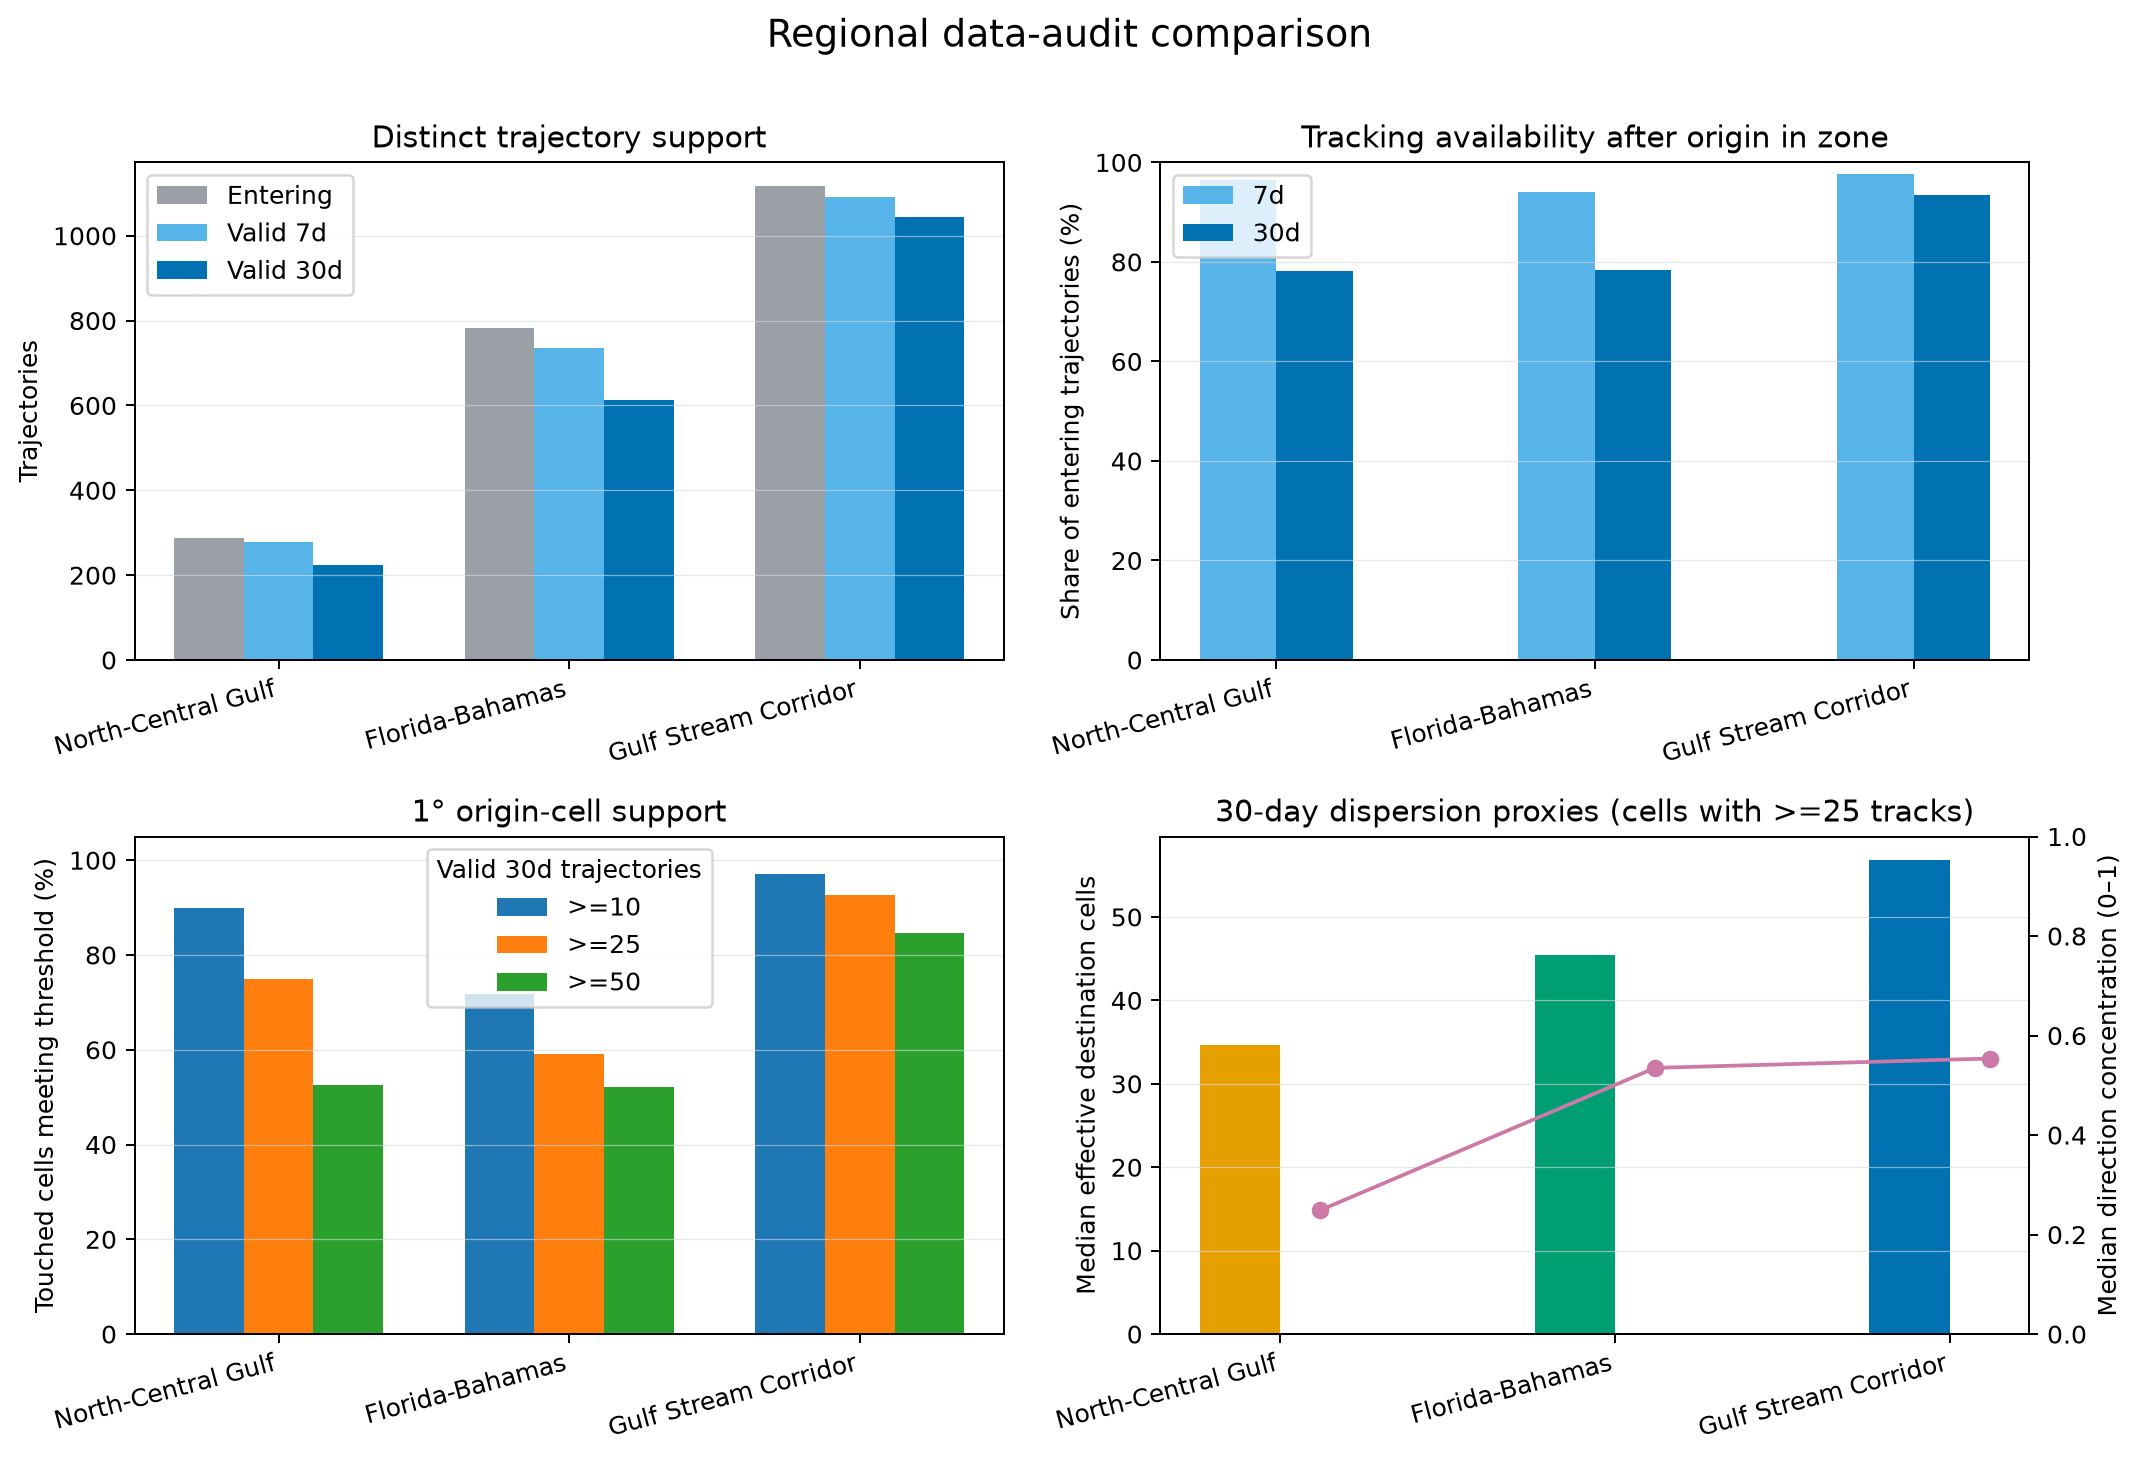 Regional data-audit comparison
Distinct trajectory support
Trajectories
1000
800
600
400
200
0
Entering
Valid 7d
Valid 30d
North-Central Gulf
Florida-Bahamas
Gulf Stream Corridor
Tracking availability after origin in zone
Share of entering trajectories (%)
100
80
60
40
20
0
7d
30d
North-Central Gulf
Florida-Bahamas
Gulf Stream Corridor
1° origin-cell support
Touched cells meeting threshold (%)
100
80
60
40
20
0
Valid 30d trajectories
>=10
>=25
>=50
North-Central Gulf
Florida-Bahamas
Gulf Stream Corridor
30-day dispersion proxies (cells with >=25 tracks)
Median effective destination cells
50
40
30
20
10
0
1.0
0.8
0.6
0.4
0.2
0.0
Median direction concentration (0–1)
North-Central Gulf
Florida-Bahamas
Gulf Stream Corridor